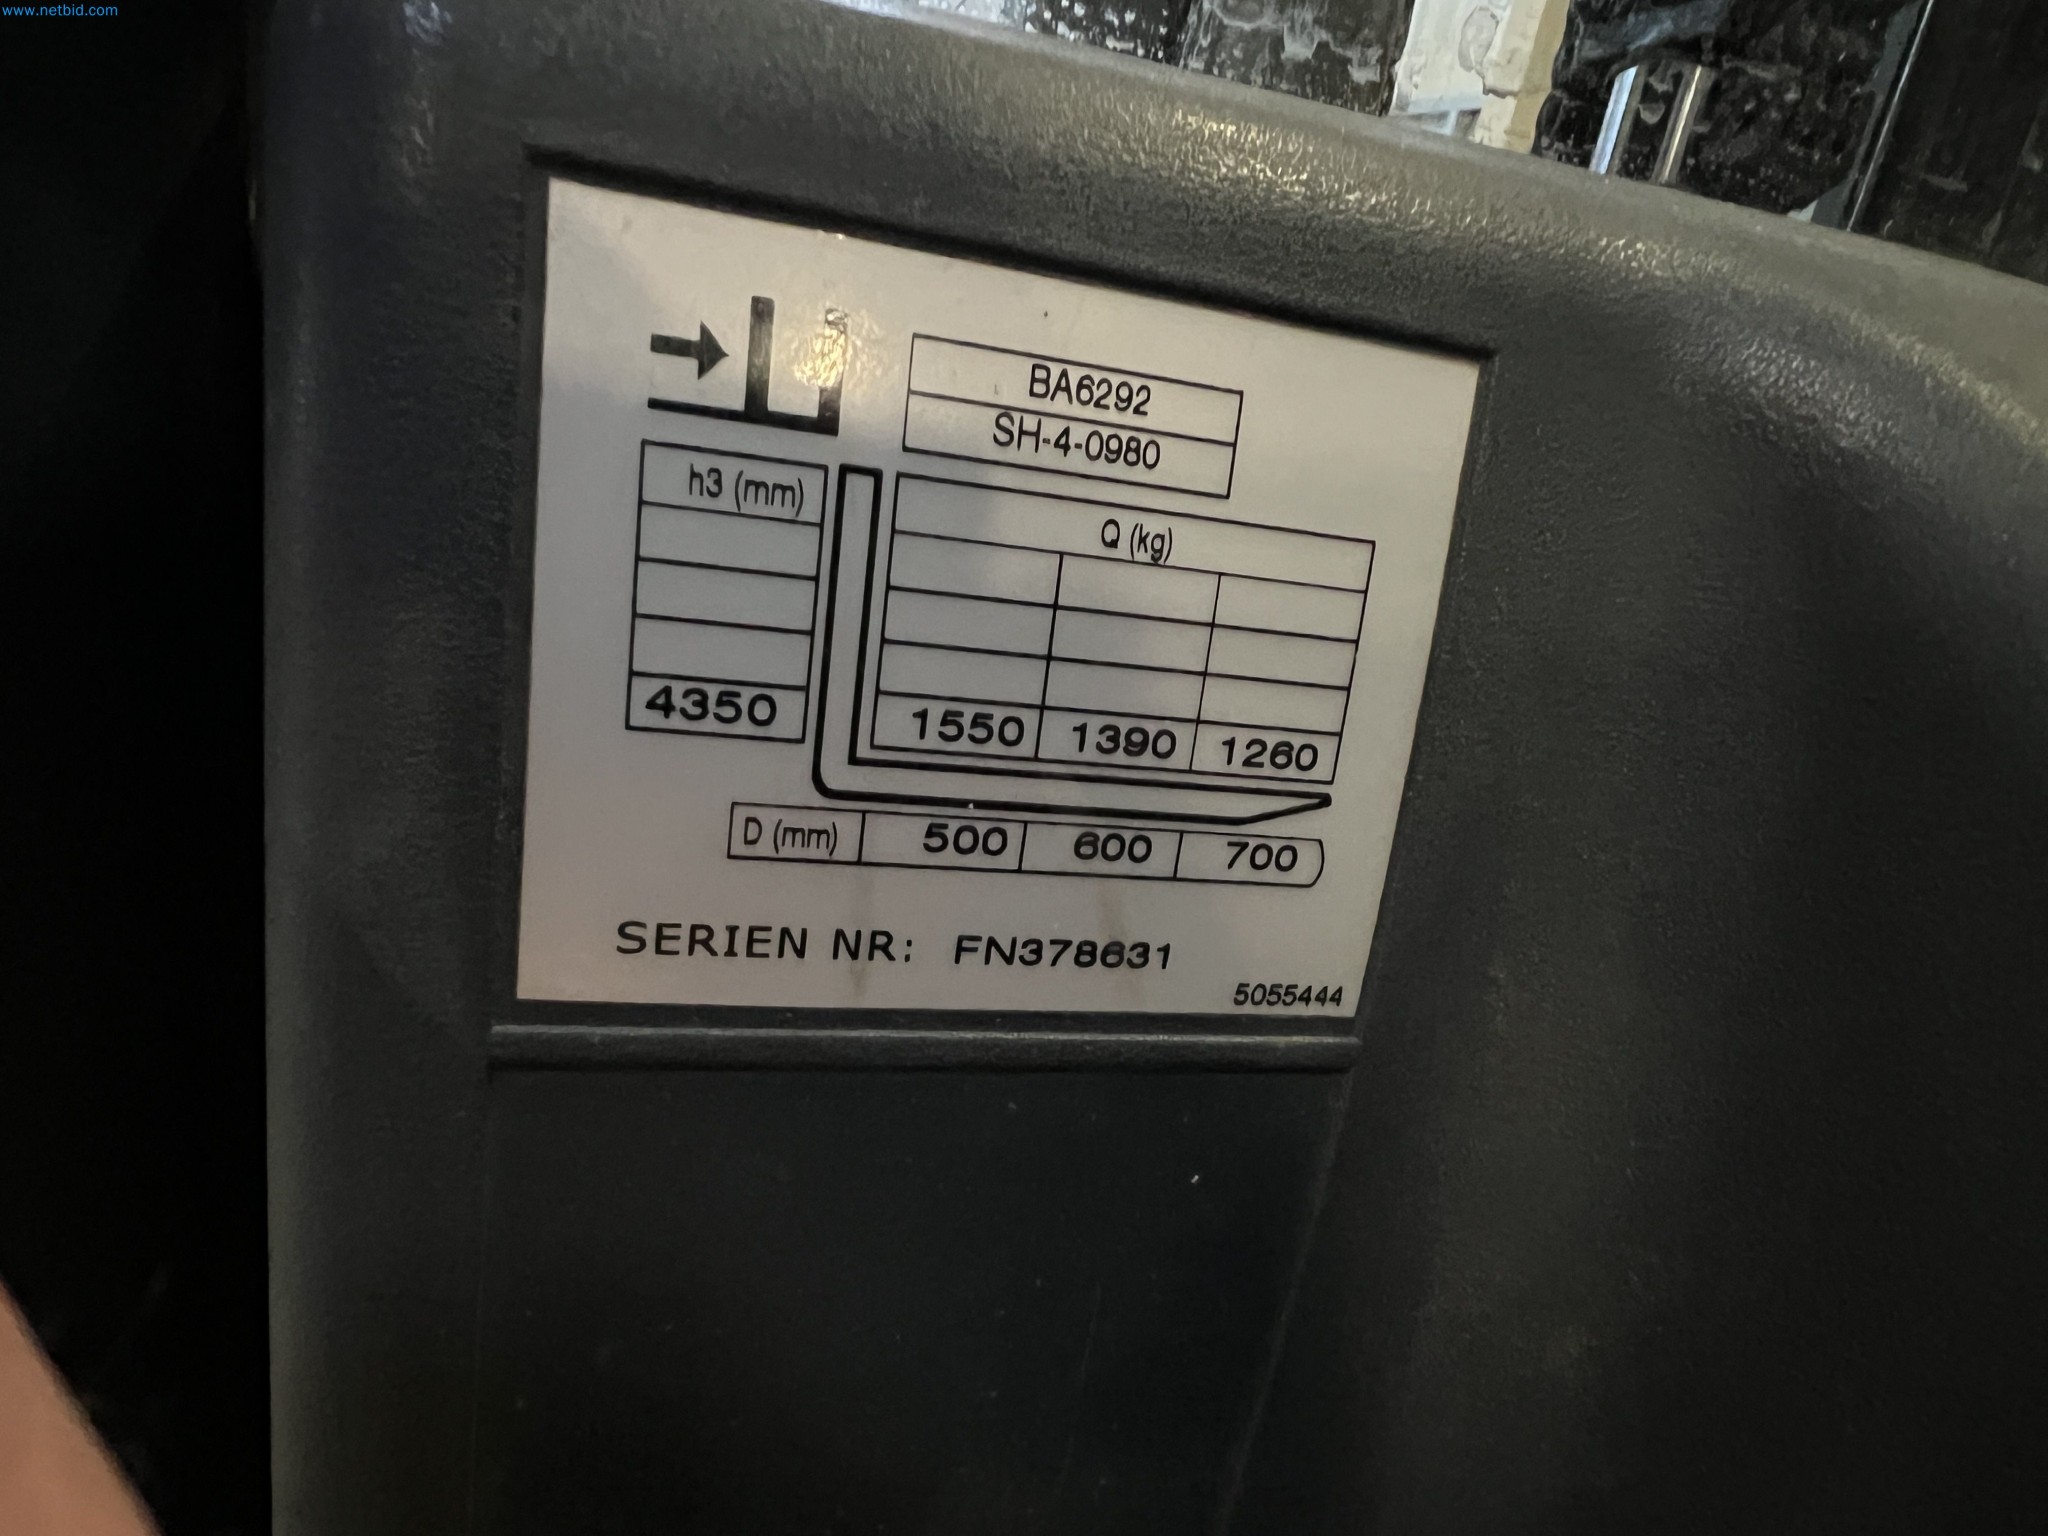 www.netbid.com
BA6292
SH-4-0980
h3 (mm)
Q (kg)
4350 1550 1390 1260
D (mm) 500 600 700
SERIEN NR: FN378631
5055444